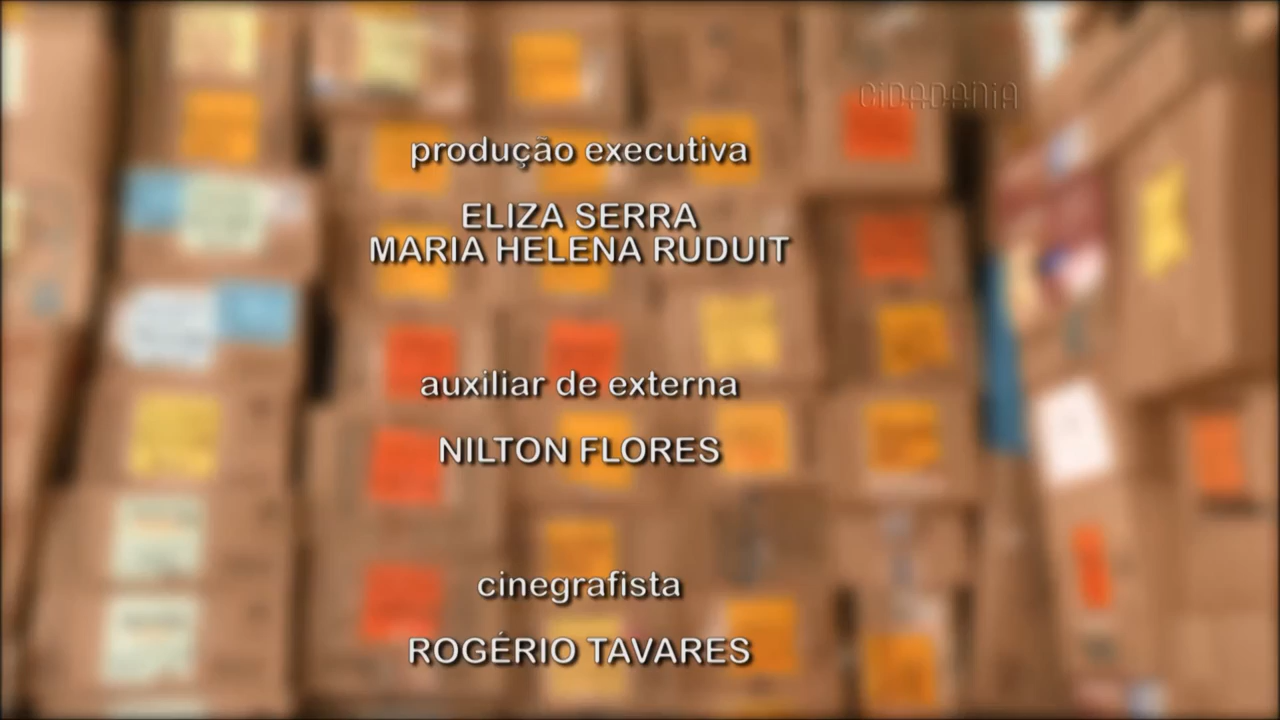 CiDADANiA
produção executiva
ELIZA SERRA
MARIA HELENA RUDUIT
auxiliar de externa
NILTON FLORES
cinegrafista
ROGÉRIO TAVARES